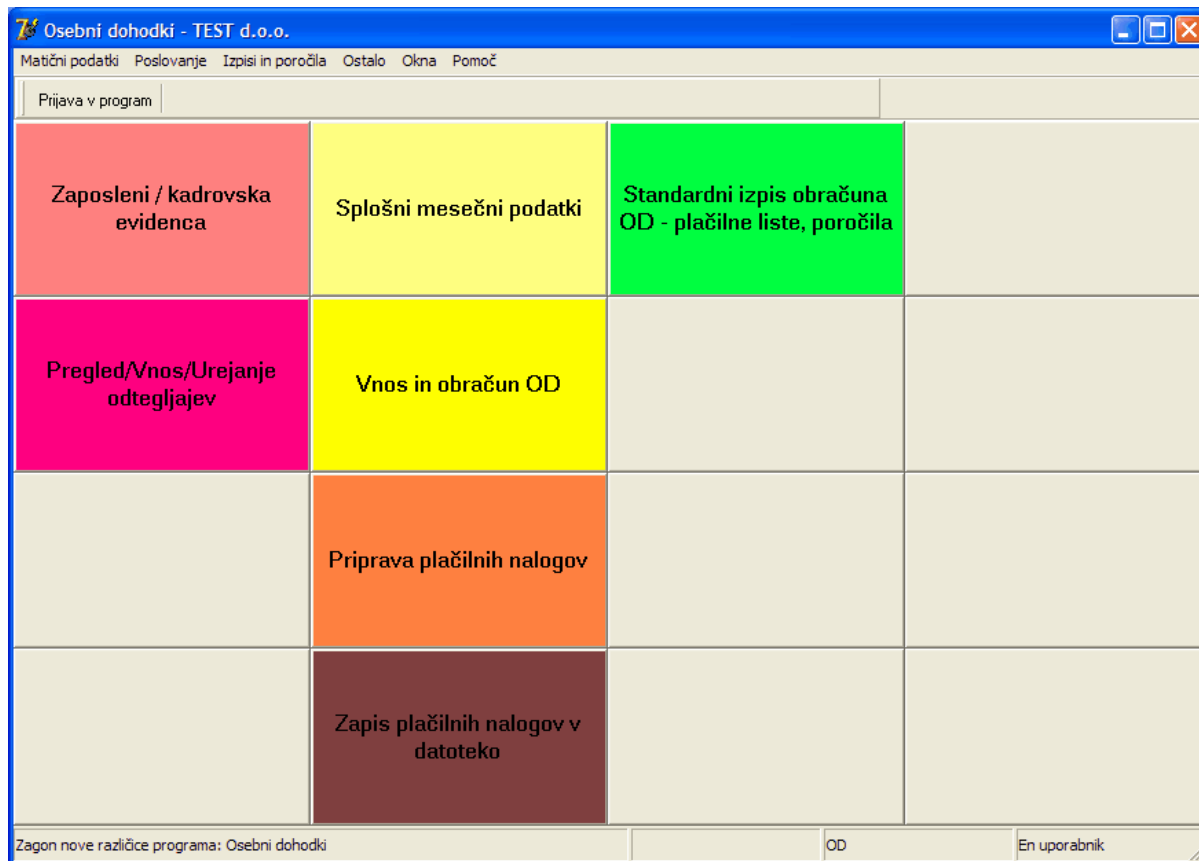 Osebni dohodki - TEST d.o.o.
Matični podatki Poslovanje Izpisi in poročila Ostalo Okna Pomoč
Prijava v program
Zaposleni / kadrovska
evidenca
Splošni mesečni podatki
Standardni izpis obračuna
OD - plačilne liste, poročila
Pregled/Vnos/Urejanje
odtegljajev
Vnos in obračun OD
Priprava plačilnih nalogov
Zapis plačilnih nalogov v
datoteko
Zagon nove različice programa: Osebni dohodki OD En uporabnik